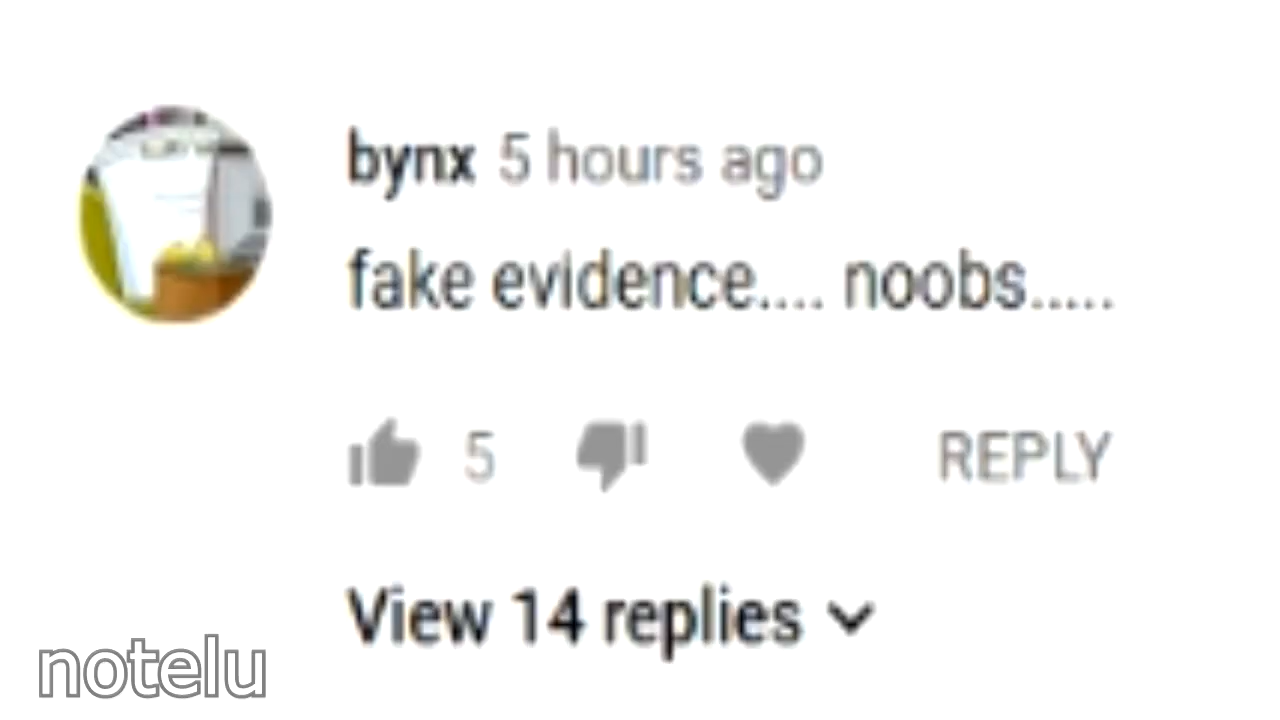 bynx 5 hours ago
fake evidence.... noobs.....
5 REPLY
View 14 replies
notelu